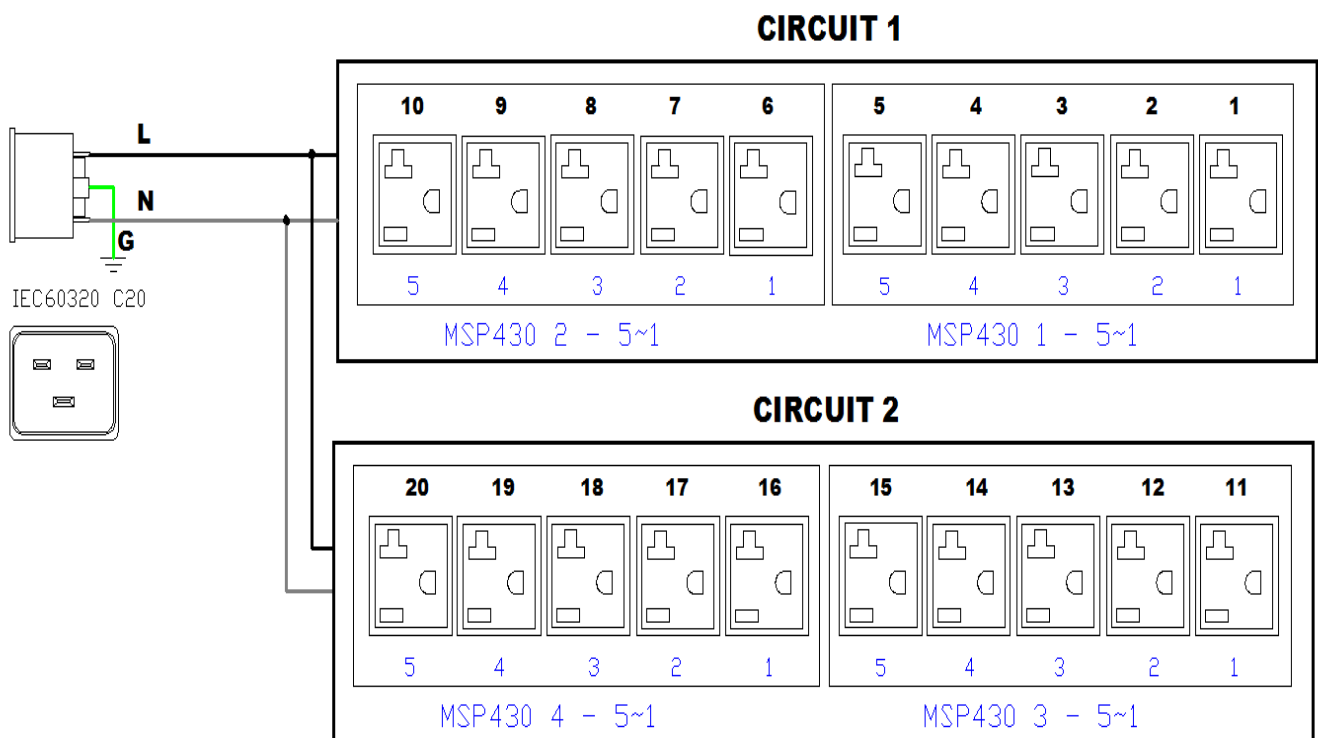 CIRCUIT 1
10 9 8 7 6 5 4 3 2 1
L
N
G
5 4 3 2 1 5 4 3 2 1
IEC60320 C20
MSP430 2 - 5~1 MSP430 1 - 5~1
CIRCUIT 2
20 19 18 17 16 15 14 13 12 11
5 4 3 2 1 5 4 3 2 1
MSP430 4 - 5~1 MSP430 3 - 5~1